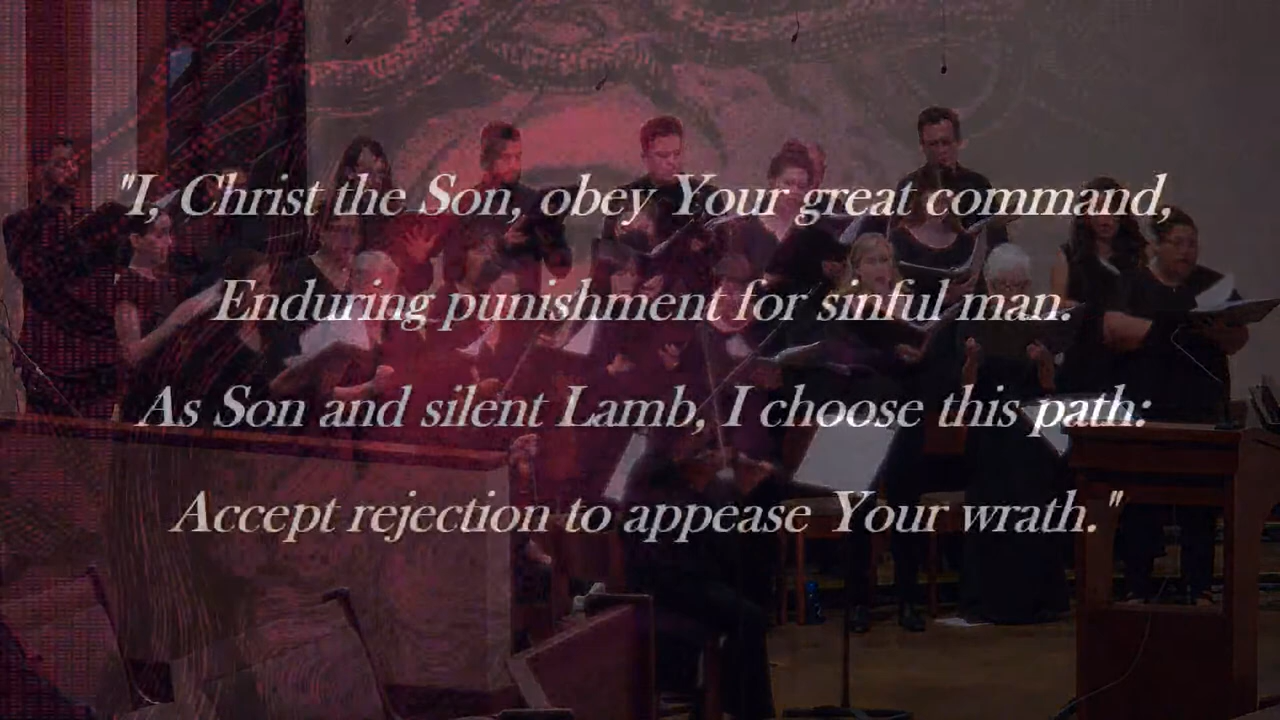 "I, Christ the Son, obey Your great command,
Enduring punishment for sinful man.
As Son and silent Lamb, I choose this path:
Accept rejection to appease Your wrath."